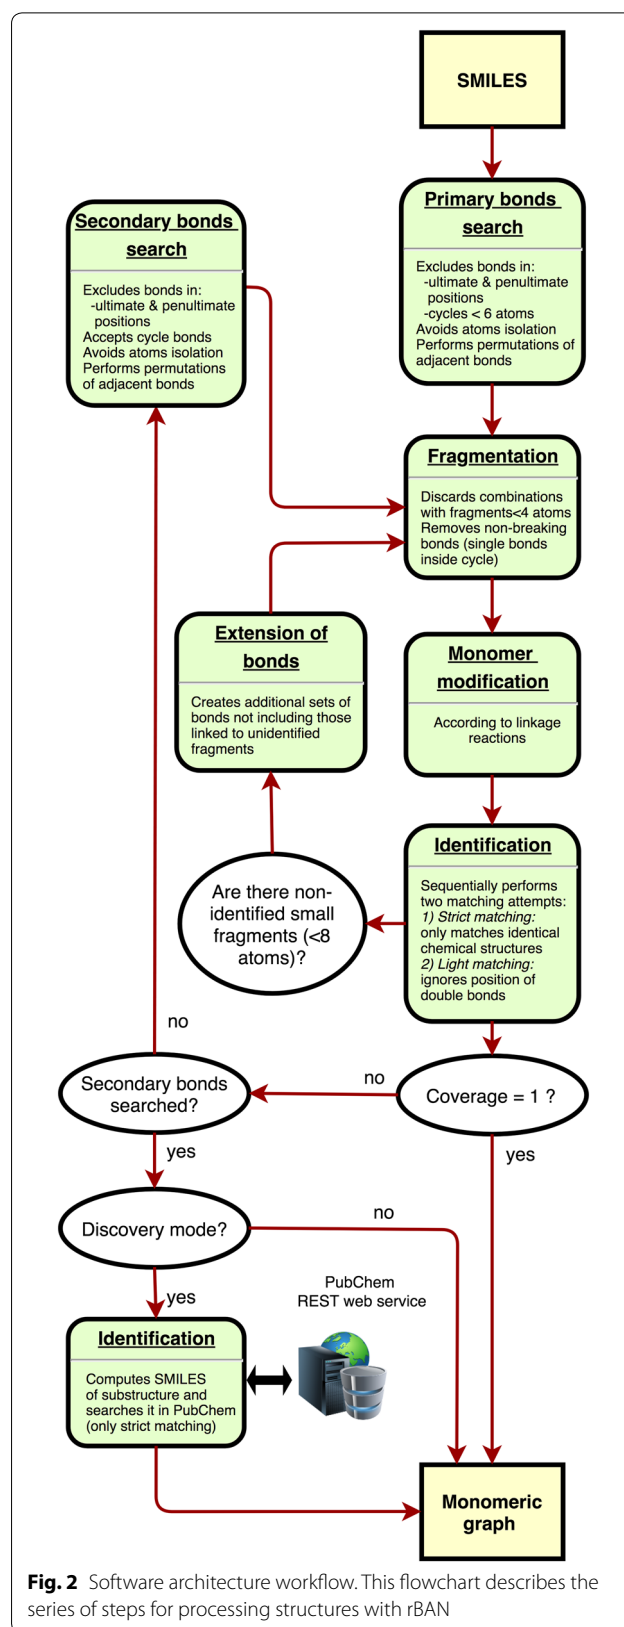 SMILES
Primary bonds
search
Excludes bonds in:
-ultimate & penultimate
positions
-cycles < 6 atoms
Avoids atoms isolation
Performs permutations of
adjacent bonds
Secondary bonds
search
Excludes bonds in:
-ultimate & penultimate
positions
Accepts cycle bonds
Avoids atoms isolation
Performs permutations
of adjacent bonds
Fragmentation
Discards combinations
with fragments<4 atoms
Removes non-breaking
bonds (single bonds
inside cycle)
Extension of
bonds
Creates additional sets of
bonds not including those
linked to unidentified
fragments
Monomer
modification
According to linkage
reactions
Identification
Sequentially performs
two matching attempts:
1) Strict matching:
only matches identical
chemical structures
2) Light matching:
ignores position of
double bonds
Are there non-
identified small
fragments (<8
atoms)?
no
Secondary bonds
searched?
no
Coverage = 1 ?
yes
yes
Discovery mode?
no
yes
PubChem
REST web service
Identification
Computes SMILES
of substructure and
searches it in PubChem
(only strict matching)
Monomeric
graph
Fig. 2 Software architecture workflow. This flowchart describes the
series of steps for processing structures with rBAN